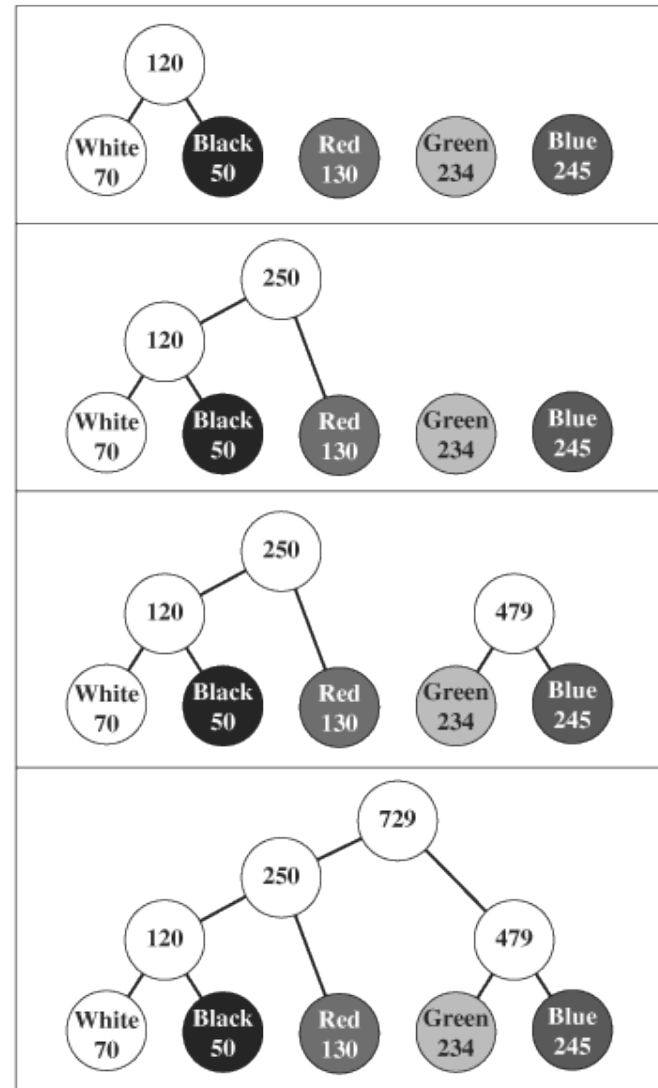 120
White
70
Black
50
Red
130
Green
234
Blue
245
250
120
White
70
Black
50
Red
130
Green
234
Blue
245
250
120
479
White
70
Black
50
Red
130
Green
234
Blue
245
729
250
120
479
White
70
Black
50
Red
130
Green
234
Blue
245